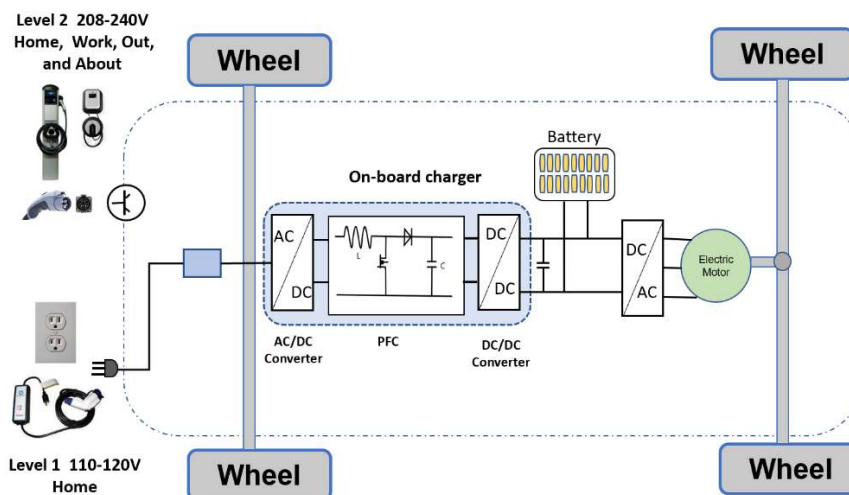 Level 2 208-240V
Home, Work, Out,
and About
Wheel
Wheel
Battery
On-board charger
AC
DC
L
C
DC
DC
DC
AC
Electric
Motor
AC/DC
Converter
PFC
DC/DC
Converter
Level 1 110-120V
Home
Wheel
Wheel